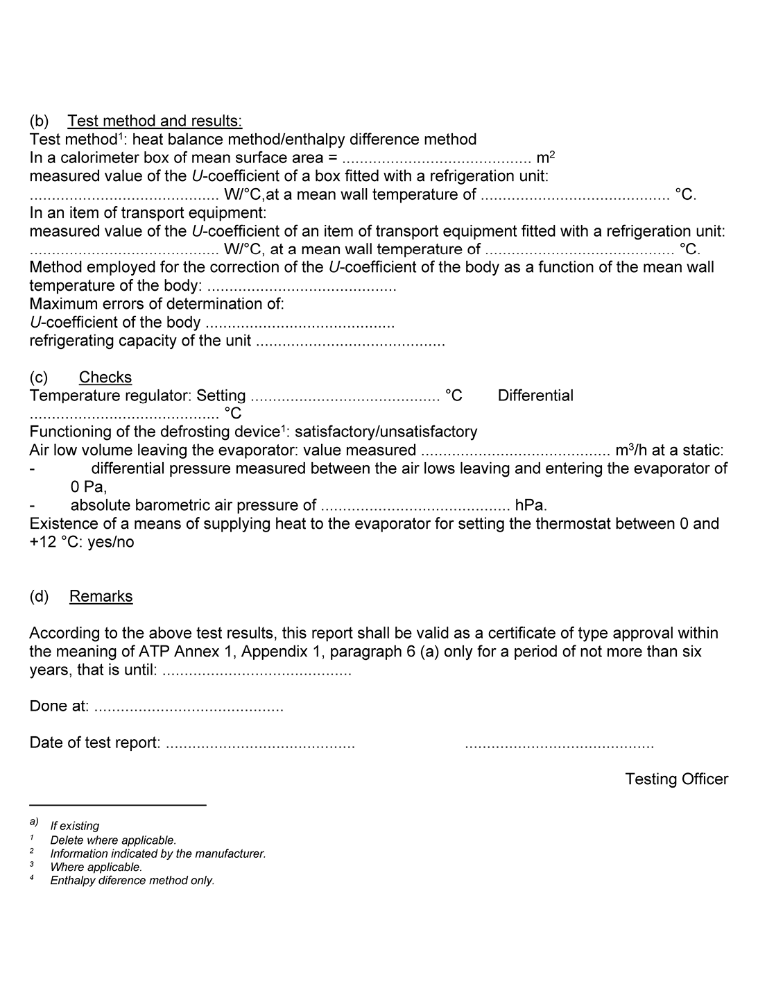 (b) Test method and results:
Test method¹: heat balance method/enthalpy difference method
In a calorimeter box of mean surface area = ........................................... m²
measured value of the U-coefficient of a box fitted with a refrigeration unit:
........................................... W/°C,at a mean wall temperature of ........................................... °C.
In an item of transport equipment:
measured value of the U-coefficient of an item of transport equipment fitted with a refrigeration unit:
........................................... W/°C, at a mean wall temperature of ........................................... °C.
Method employed for the correction of the U-coefficient of the body as a function of the mean wall
temperature of the body: ...........................................
Maximum errors of determination of:
U-coefficient of the body ...........................................
refrigerating capacity of the unit ...........................................
(c) Checks
Temperature regulator: Setting ........................................... °C Differential
........................................... °C
Functioning of the defrosting device¹: satisfactory/unsatisfactory
Air low volume leaving the evaporator: value measured ........................................... m³/h at a static:
- differential pressure measured between the air lows leaving and entering the evaporator of
0 Pa,
- absolute barometric air pressure of ........................................... hPa.
Existence of a means of supplying heat to the evaporator for setting the thermostat between 0 and
+12 °C: yes/no
(d) Remarks
According to the above test results, this report shall be valid as a certificate of type approval within
the meaning of ATP Annex 1, Appendix 1, paragraph 6 (a) only for a period of not more than six
years, that is until: ...........................................
Done at: ...........................................
Date of test report: ........................................... ...........................................
Testing Officer
a) If existing
1 Delete where applicable.
2 Information indicated by the manufacturer.
3 Where applicable.
4 Enthalpy diference method only.